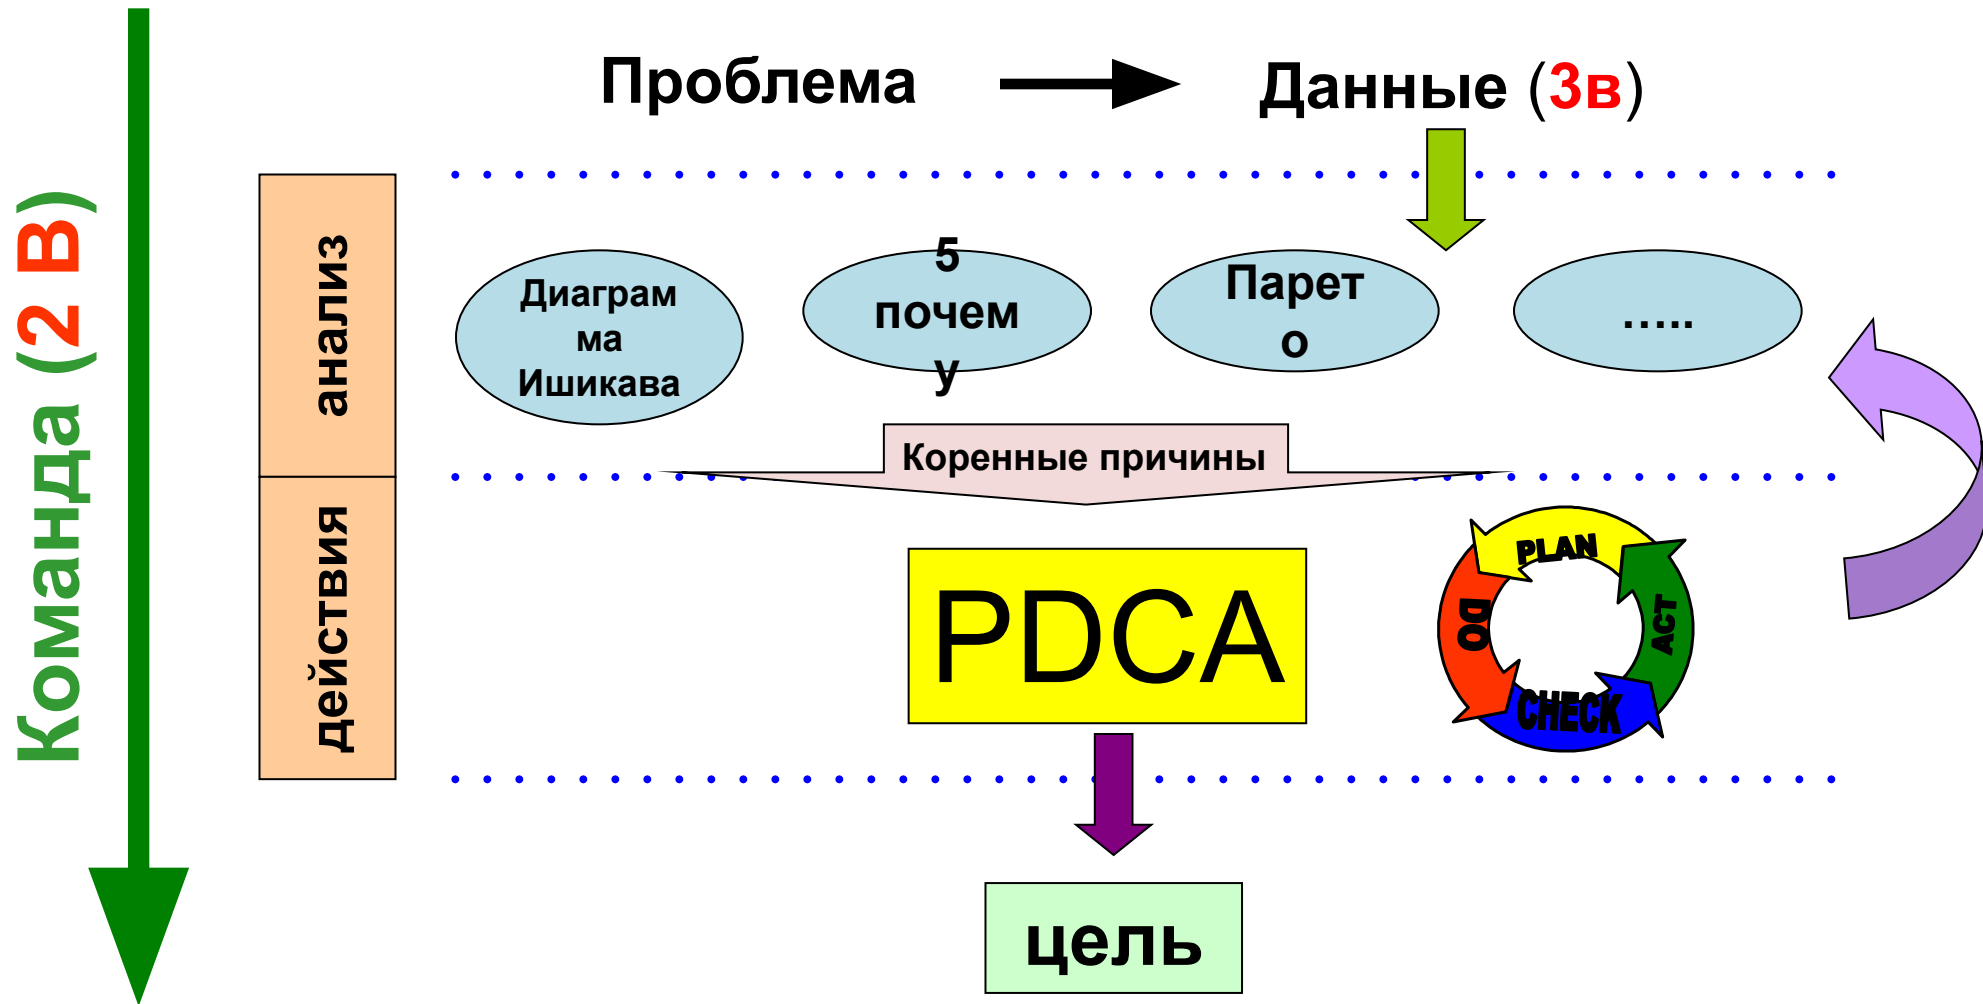 Проблема
Данные (3в)
Команда (2 В)
анализ
Диаграм
ма
Ишикава
5
почем
у
Парет
о
…..
Коренные причины
действия
PDCA
PLAN
DO
ACT
CHECK
цель